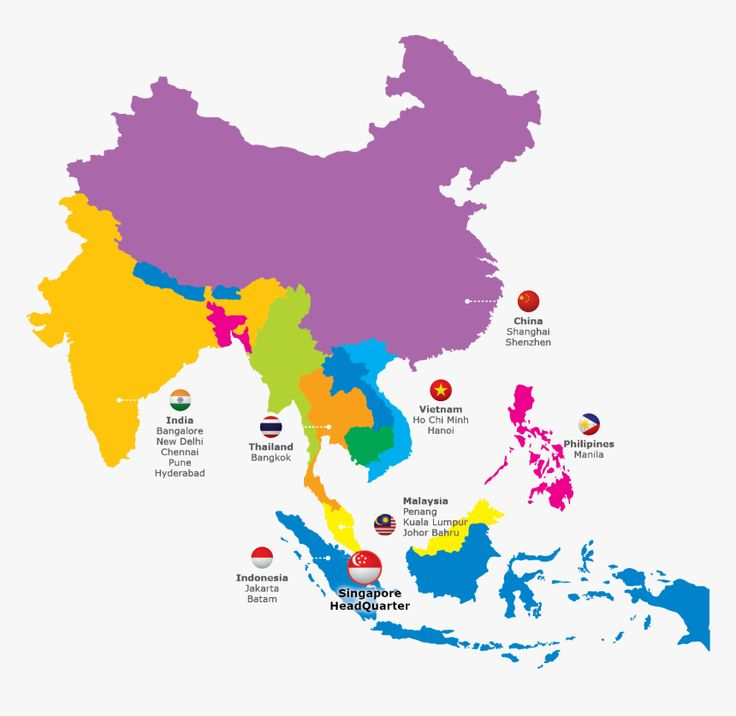 China
Shanghai
Shenzhen
Vietnam
Ho Chi Minh
Hanoi
India
Bangalore
New Delhi
Chennai
Pune
Hyderabad
Thailand
Bangkok
Philipines
Manila
Malaysia
Penang
Kuala Lumpur
Johor Bahru
Indonesia
Jakarta
Batam
Singapore
HeadQuarter